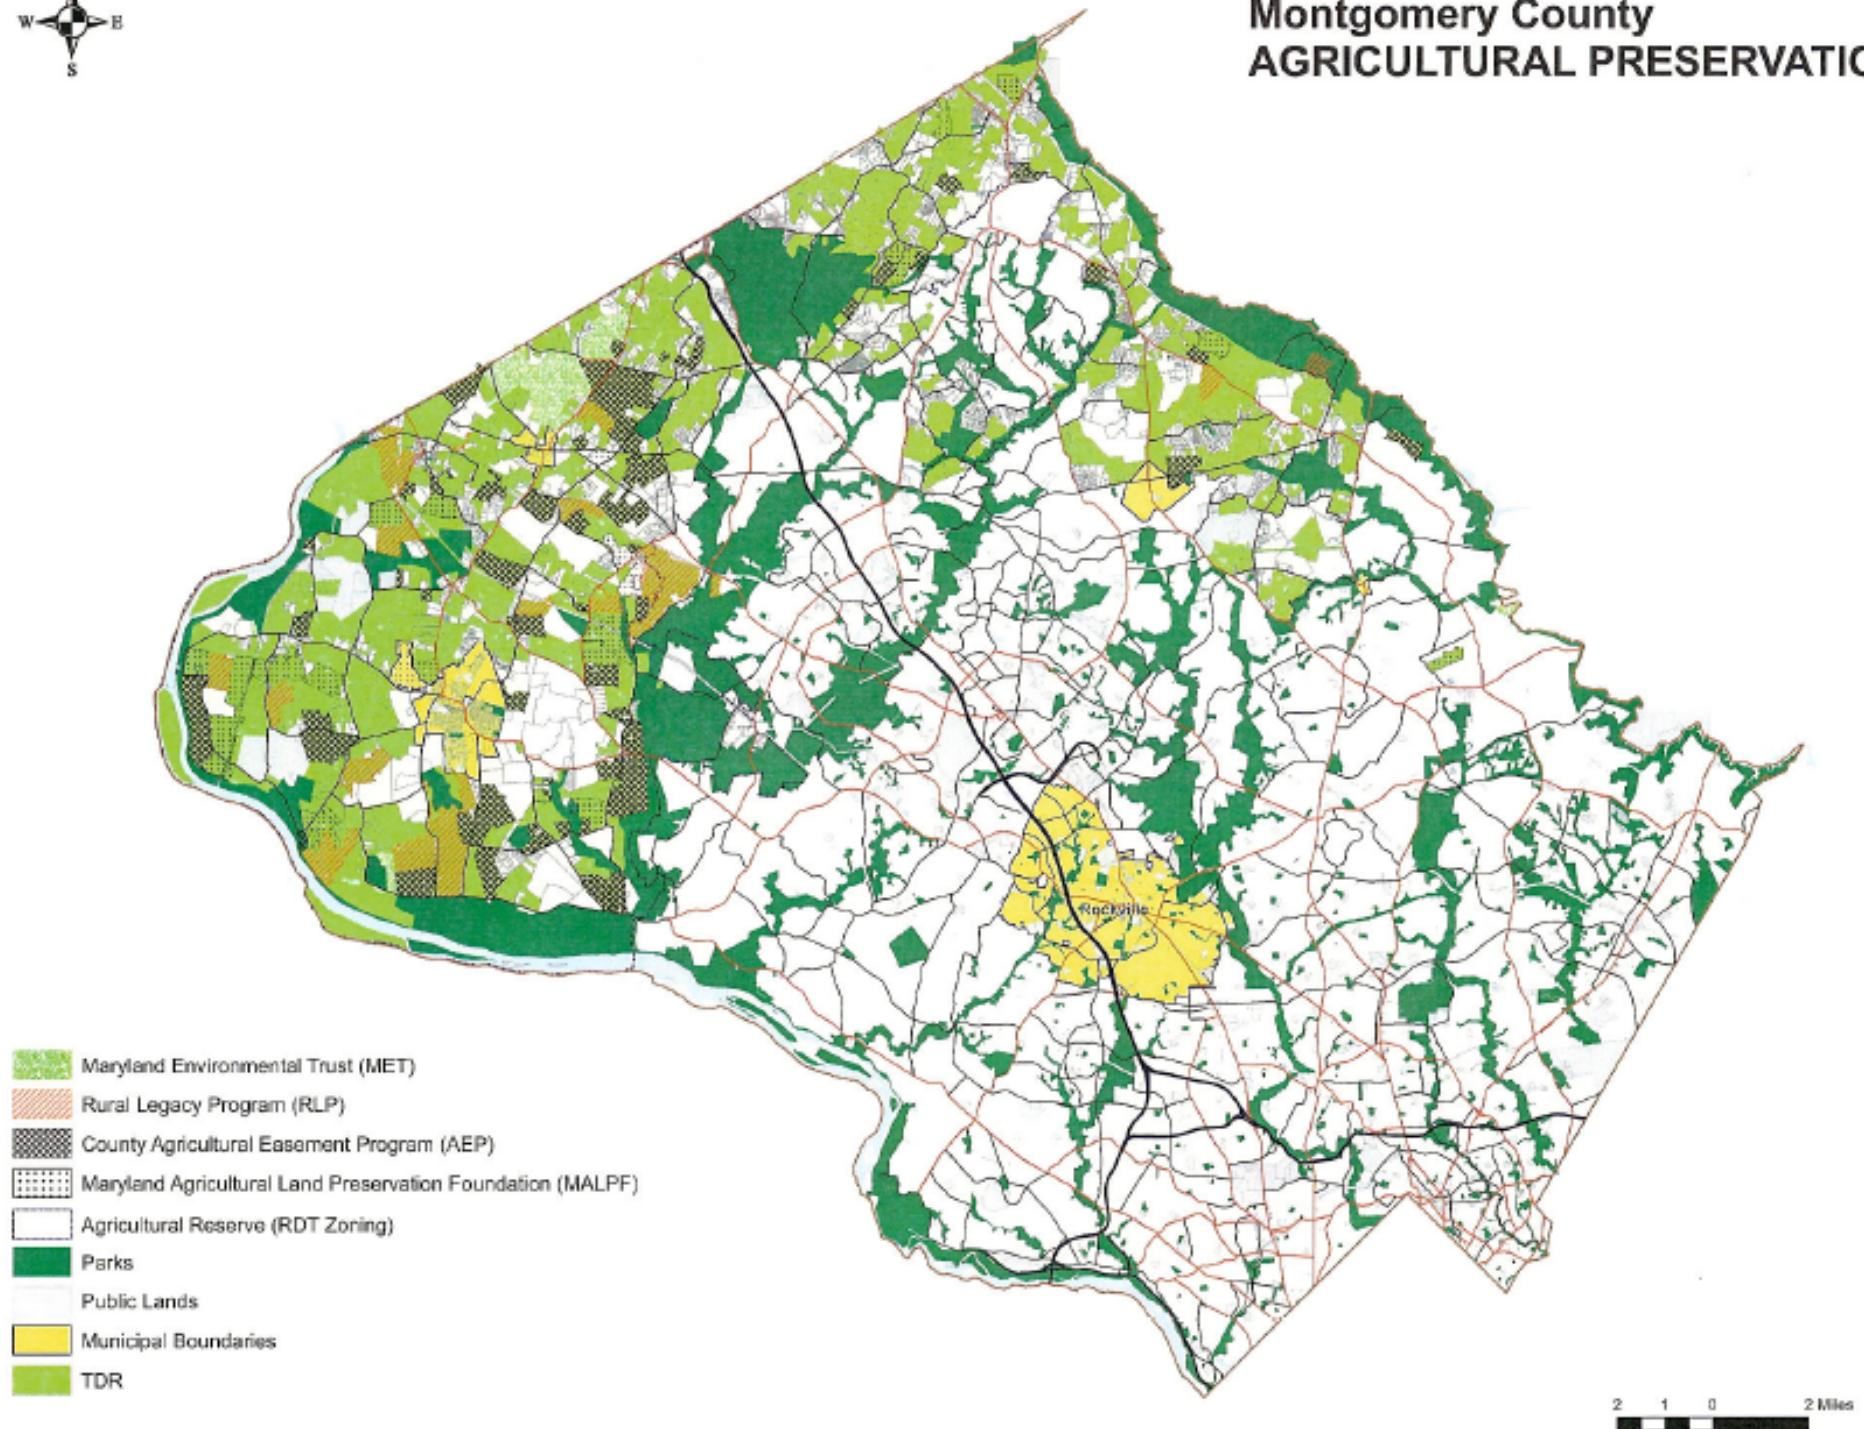 W
E
S
Montgomery County
AGRICULTURAL PRESERVATIO
Rockville
Maryland Environmental Trust (MET)
Rural Legacy Program (RLP)
County Agricultural Easement Program (AEP)
Maryland Agricultural Land Preservation Foundation (MALPF)
Agricultural Reserve (RDT Zoning)
Parks
Public Lands
Municipal Boundaries
TDR
2 1 0 2 Miles